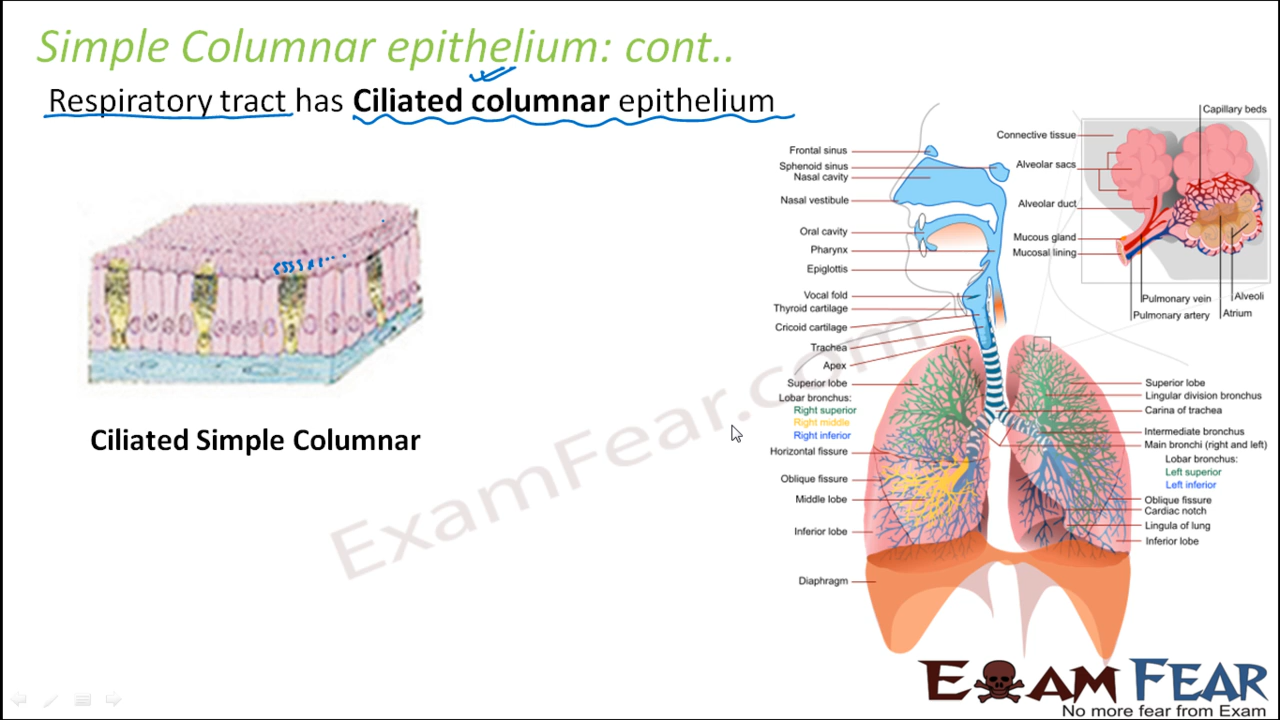 Simple Columnar epithelium: cont..
Respiratory tract has Ciliated columnar epithelium
Ciliated Simple Columnar
Frontal sinus
Sphenoid sinus
Nasal cavity
Nasal vestibule
Oral cavity
Pharynx
Epiglottis
Vocal fold
Thyroid cartilage
Cricoid cartilage
Trachea
Apex
Superior lobe
Lobar bronchus:
Right superior
Right middle
Right inferior
Horizontal fissure
Oblique fissure
Middle lobe
Inferior lobe
Diaphragm
Capillary beds
Connective tissue
Alveolar sacs
Alveolar duct
Mucous gland
Mucosal lining
Pulmonary vein
Alveoli
Pulmonary artery
Atrium
Superior lobe
Lingular division bronchus
Carina of trachea
Intermediate bronchus
Main bronchi (right and left)
Lobar bronchus:
Left superior
Left inferior
Oblique fissure
Cardiac notch
Lingula of lung
Inferior lobe
ExamFear.com
EXAM FEAR
No more fear from Exam